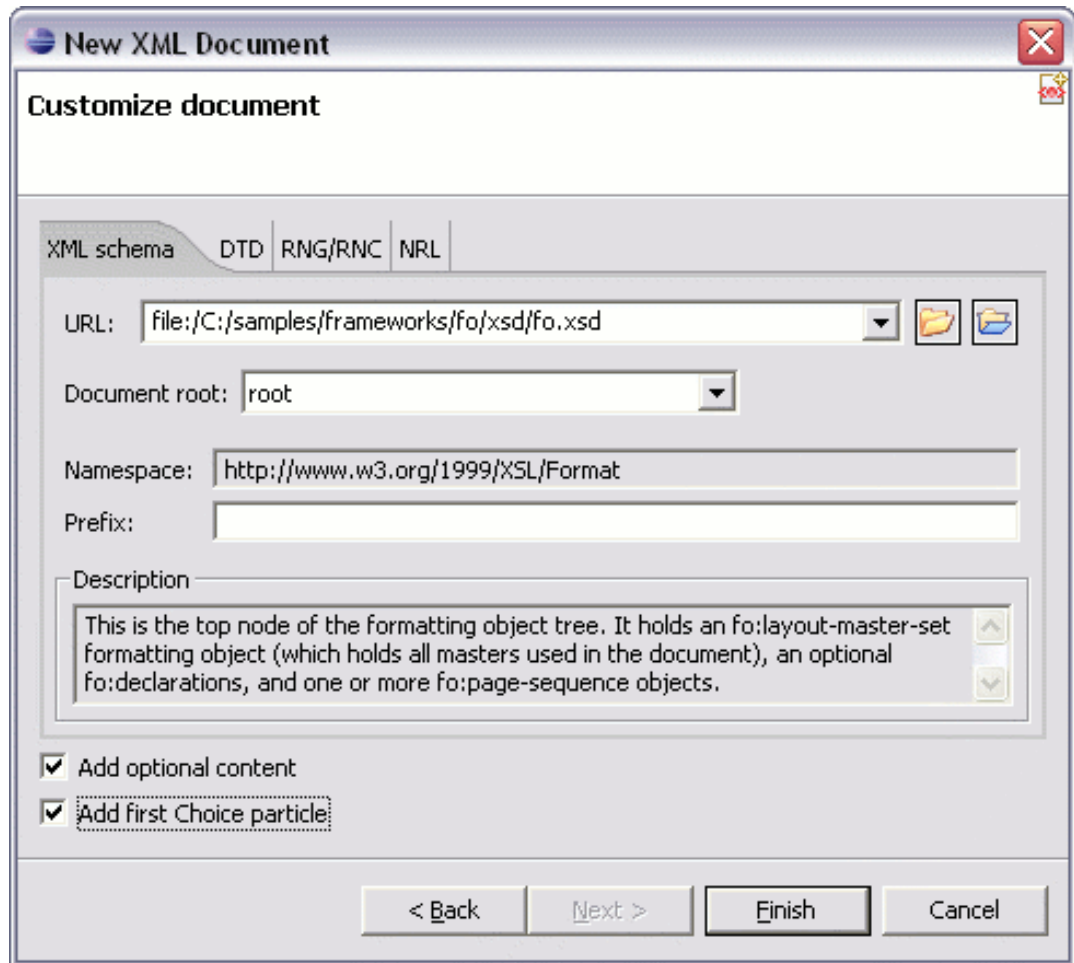 New XML Document
Customize document
XML schema DTD RNG/RNC NRL
URL: file:/C:/samples/frameworks/fo/xsd/fo.xsd
Document root: root
Namespace: http://www.w3.org/1999/XSL/Format
Prefix:
Description
This is the top node of the formatting object tree. It holds an fo:layout-master-set
formatting object (which holds all masters used in the document), an optional
fo:declarations, and one or more fo:page-sequence objects.
Add optional content
Add first Choice particle
< Back Next > Finish Cancel